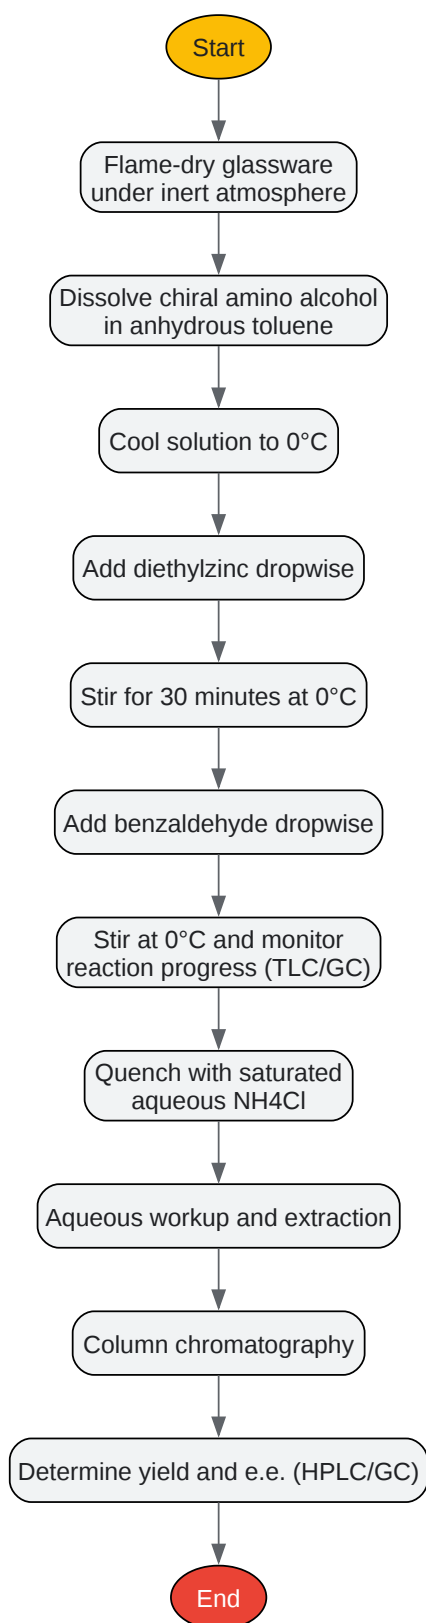 Start
Flame-dry glassware
under inert atmosphere
Dissolve chiral amino alcohol
in anhydrous toluene
Cool solution to 0°C
Add diethylzinc dropwise
Stir for 30 minutes at 0°C
Add benzaldehyde dropwise
Stir at 0°C and monitor
reaction progress (TLC/GC)
Quench with saturated
aqueous NH4Cl
Aqueous workup and extraction
Column chromatography
Determine yield and e.e. (HPLC/GC)
End